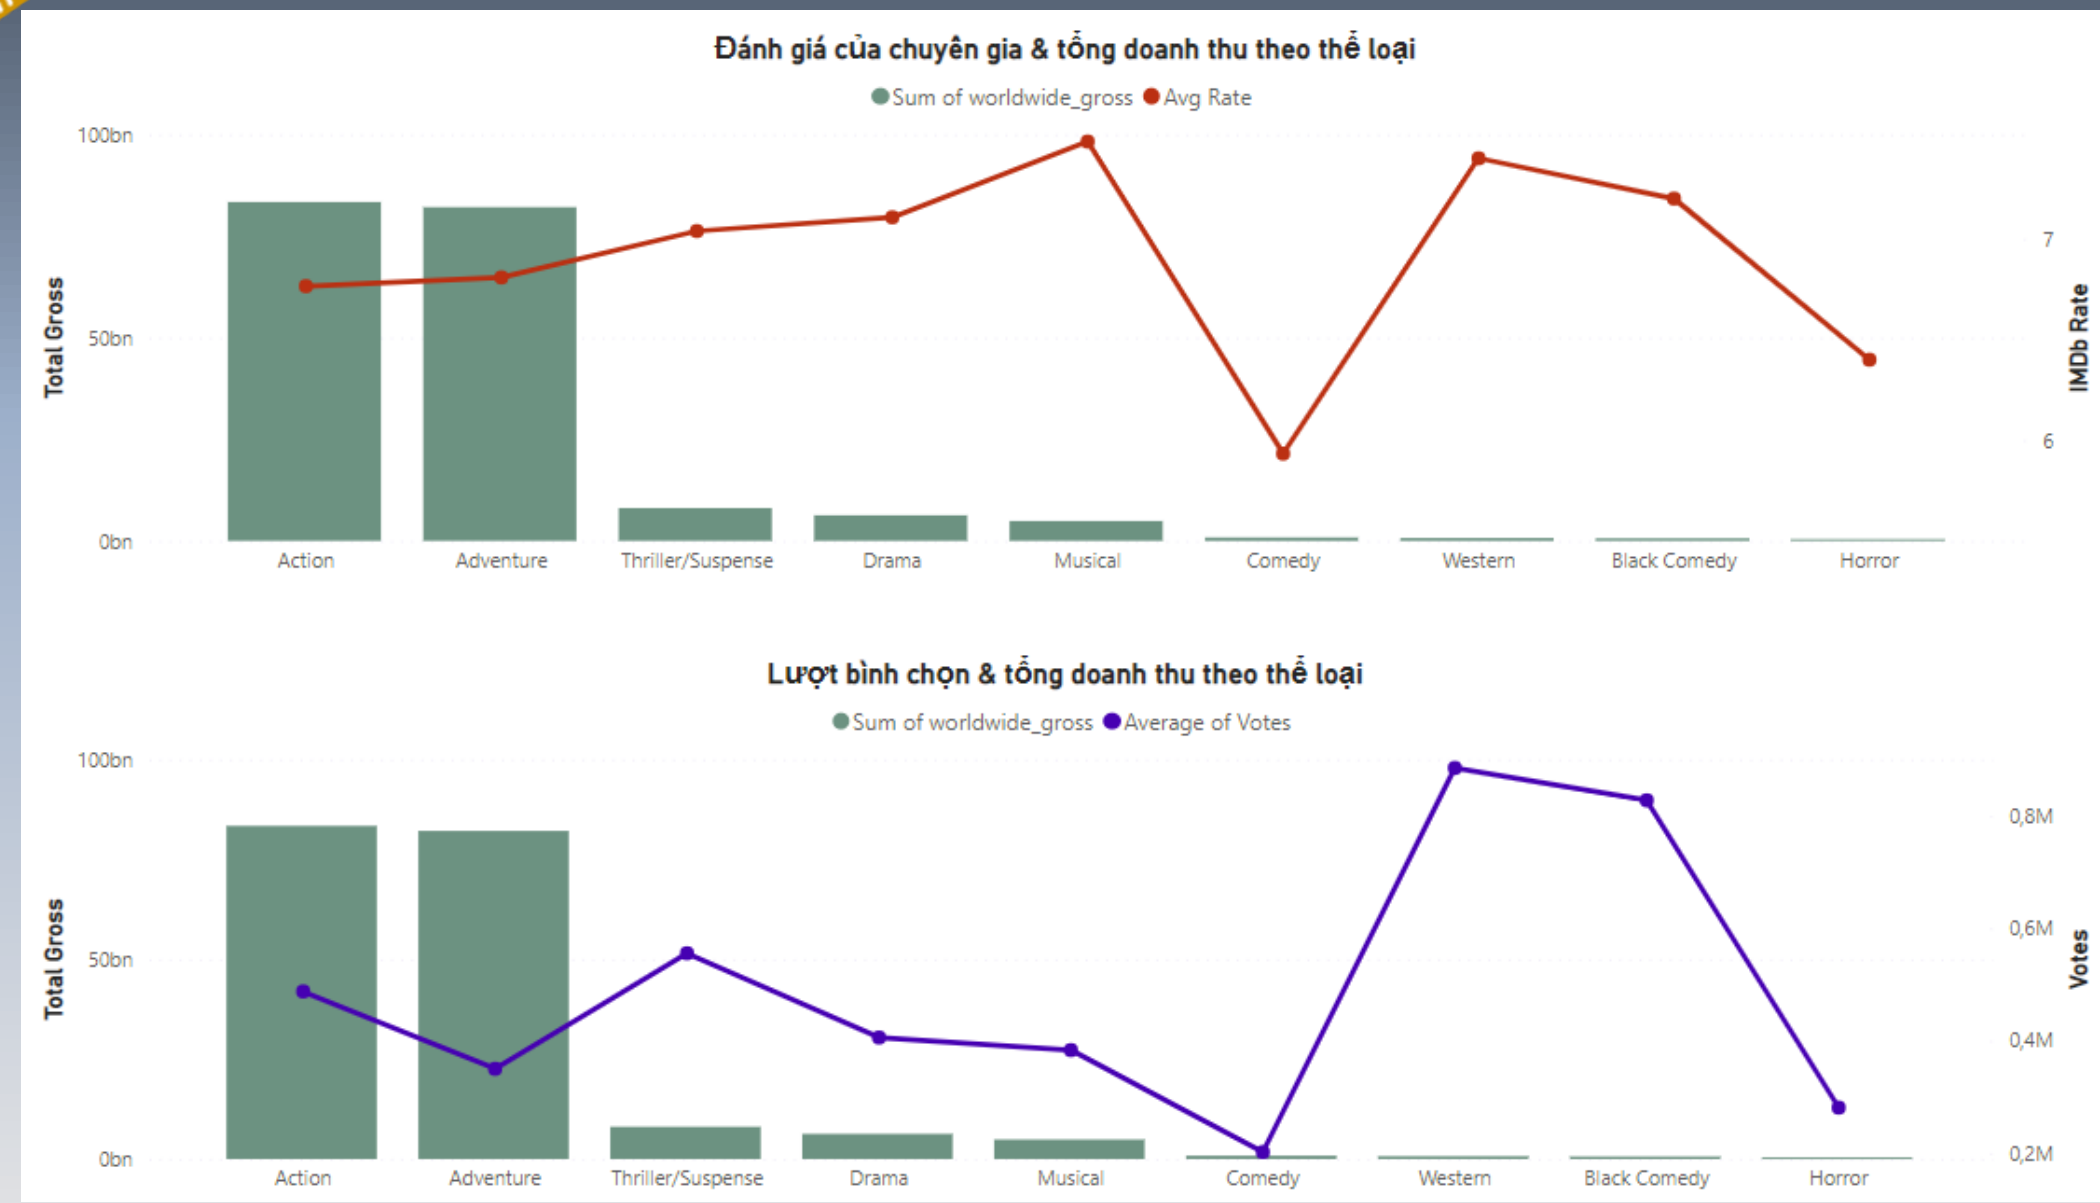 Đánh giá của chuyên gia & tổng doanh thu theo thể loại
Sum of worldwide_gross Avg Rate
100bn
50bn
0bn
Total Gross
7
6
IMDb Rate
Action Adventure Thriller/Suspense Drama Musical Comedy Western Black Comedy Horror
Lượt bình chọn & tổng doanh thu theo thể loại
Sum of worldwide_gross Average of Votes
100bn
50bn
0bn
Total Gross
0,8M
0,6M
0,4M
0,2M
Votes
Action Adventure Thriller/Suspense Drama Musical Comedy Western Black Comedy Horror